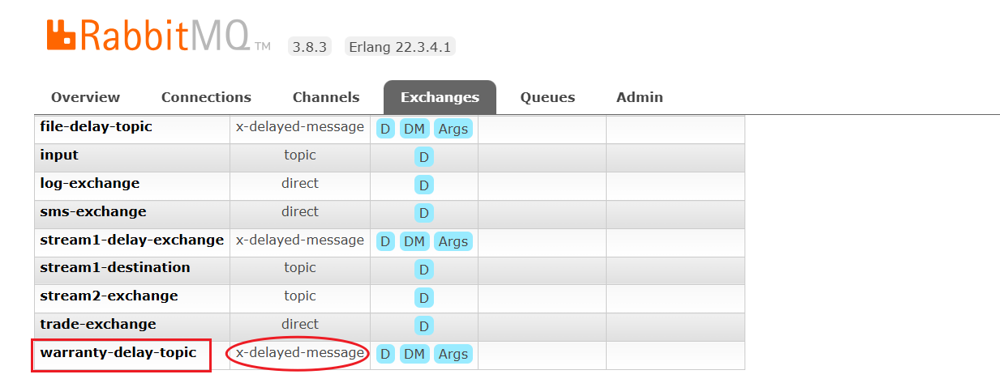 RabbitMQ TM 3.8.3 Erlang 22.3.4.1
Overview Connections Channels Exchanges Queues Admin
file-delay-topic x-delayed-message D DM Args
input topic D
log-exchange direct D
sms-exchange direct D
stream1-delay-exchange x-delayed-message D DM Args
stream1-destination topic D
stream2-exchange topic D
trade-exchange direct D
warranty-delay-topic x-delayed-message D DM Args